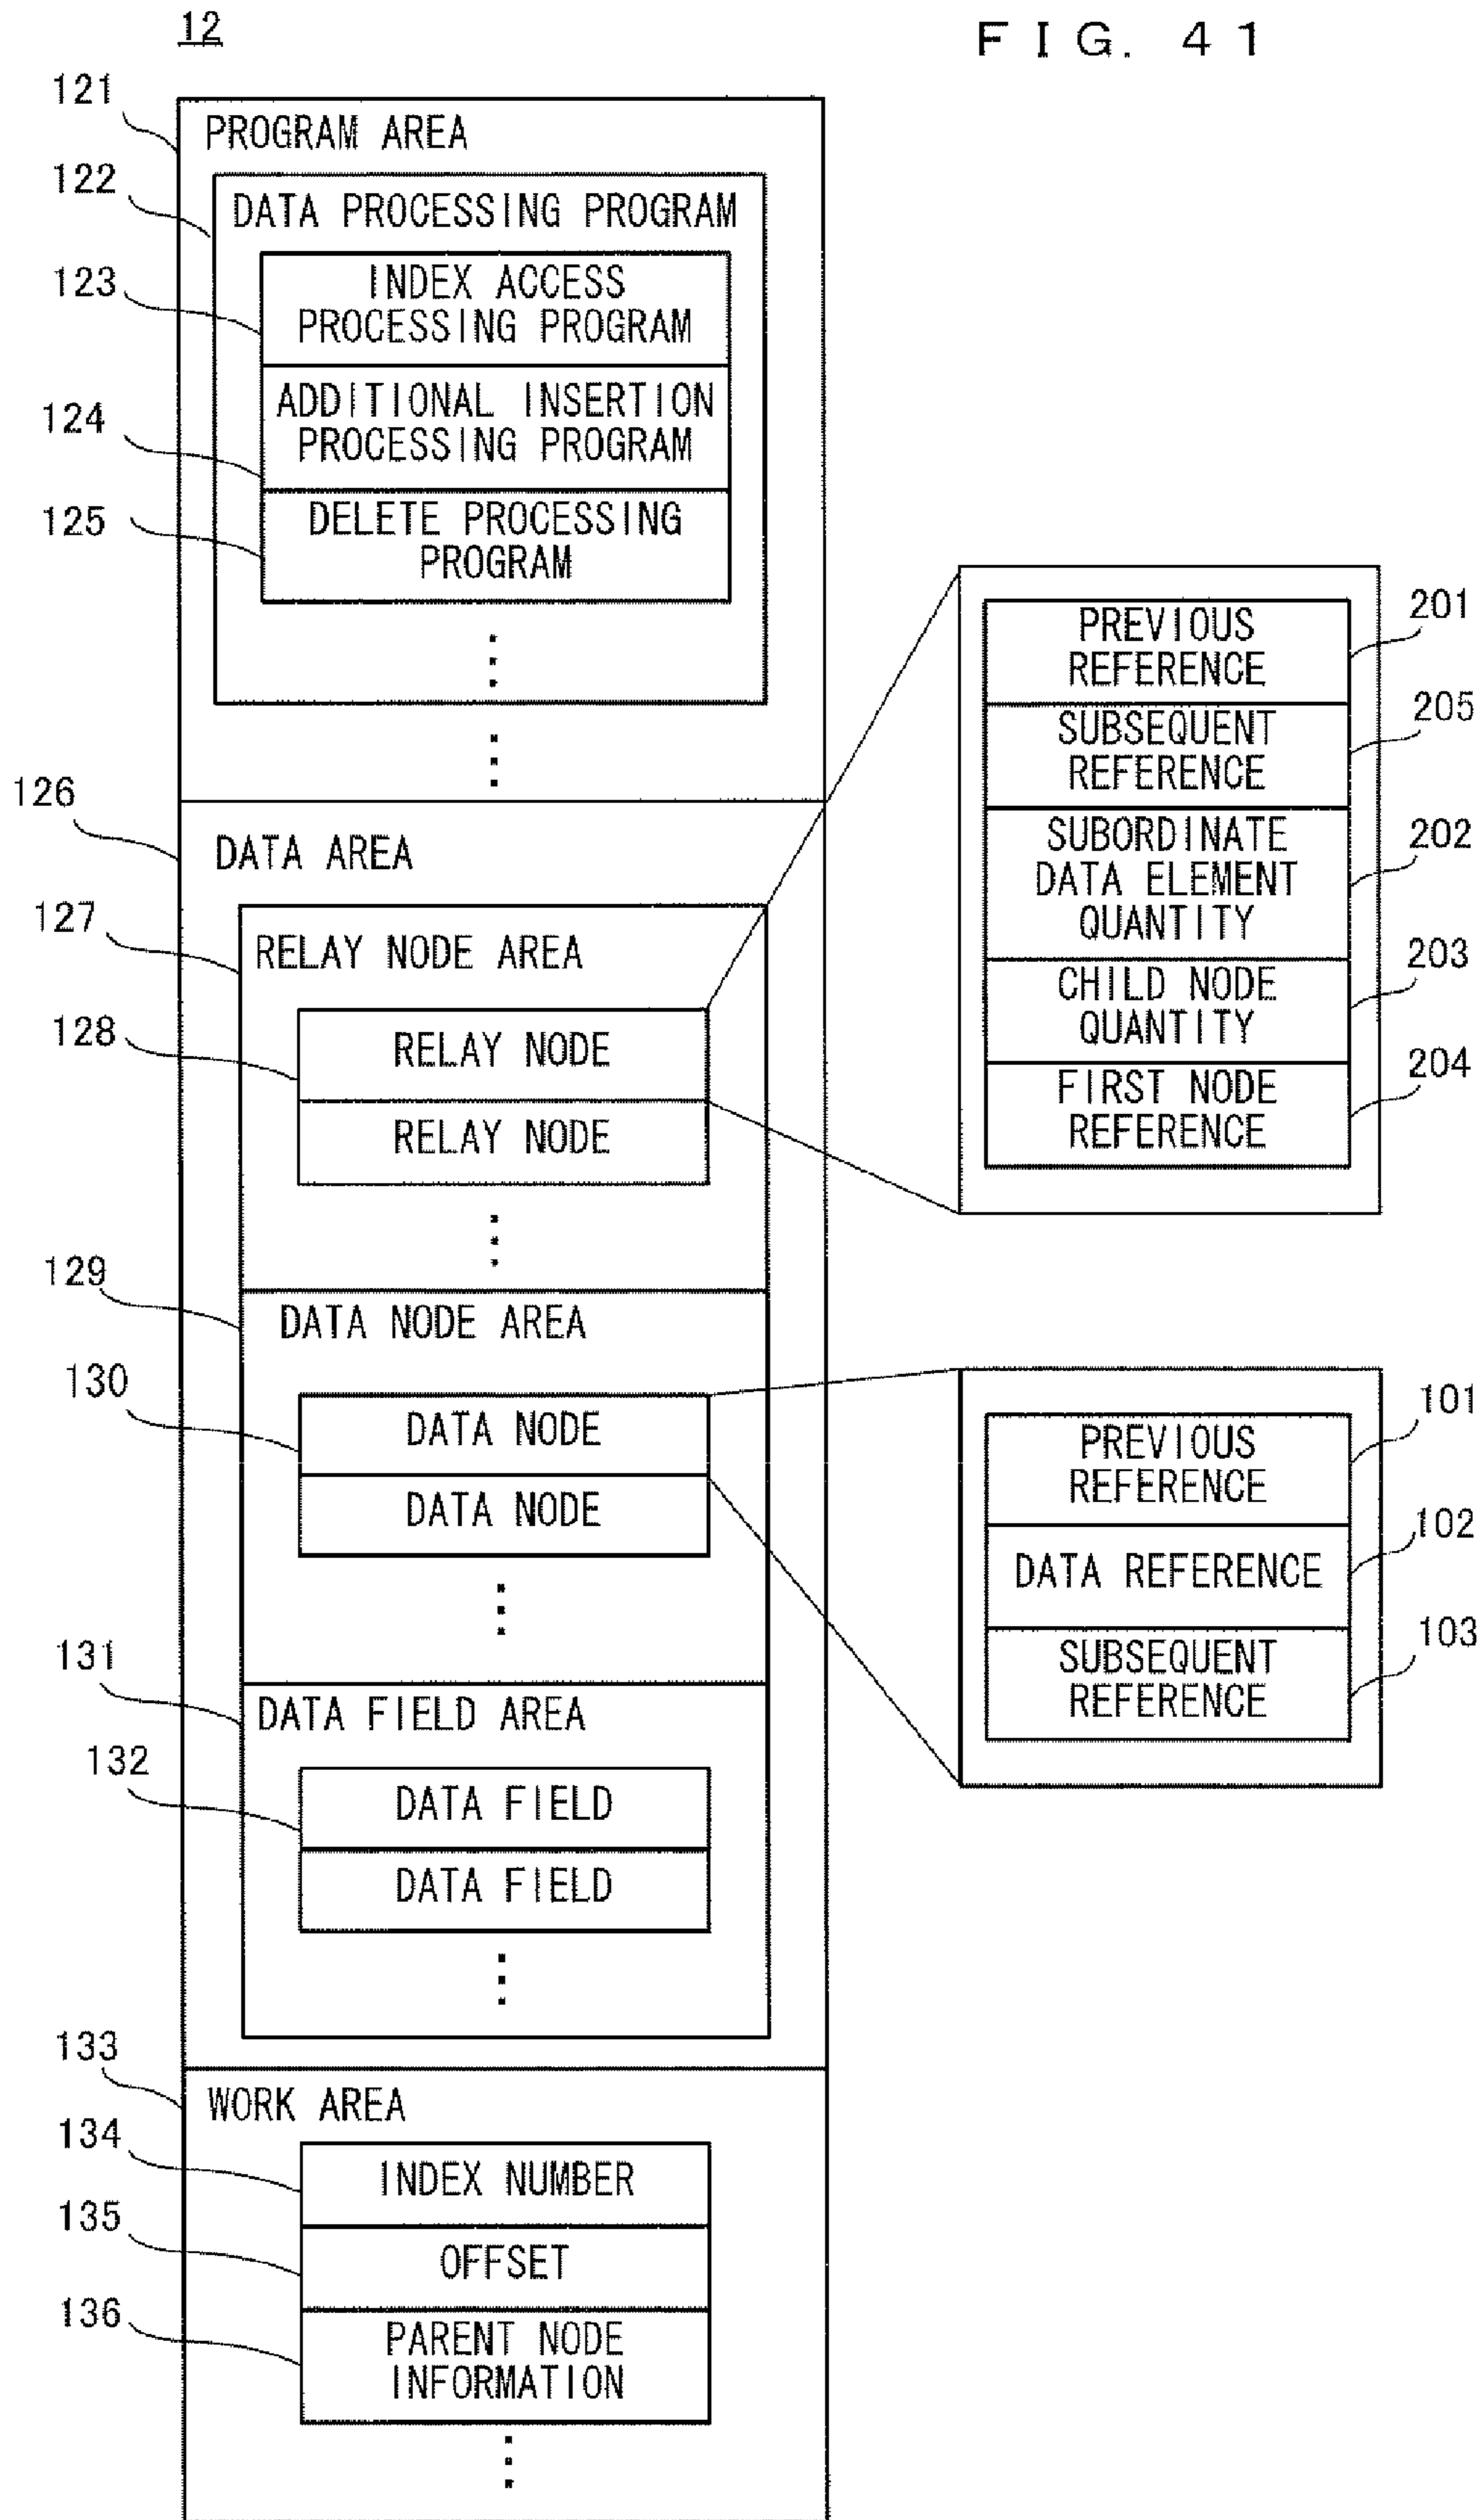 12
FIG. 41
121
PROGRAM AREA
122
DATA PROCESSING PROGRAM
123
INDEX ACCESS
PROCESSING PROGRAM
124
ADDITIONAL INSERTION
PROCESSING PROGRAM
125
DELETE PROCESSING
PROGRAM
126
DATA AREA
127
RELAY NODE AREA
128
RELAY NODE
RELAY NODE
PREVIOUS
REFERENCE
201
SUBSEQUENT
REFERENCE
205
SUBORDINATE
DATA ELEMENT
QUANTITY
202
CHILD NODE
QUANTITY
203
FIRST NODE
REFERENCE
204
129
DATA NODE AREA
130
DATA NODE
DATA NODE
PREVIOUS
REFERENCE
101
DATA REFERENCE
102
SUBSEQUENT
REFERENCE
103
131
DATA FIELD AREA
132
DATA FIELD
DATA FIELD
133
WORK AREA
134
INDEX NUMBER
135
OFFSET
136
PARENT NODE
INFORMATION